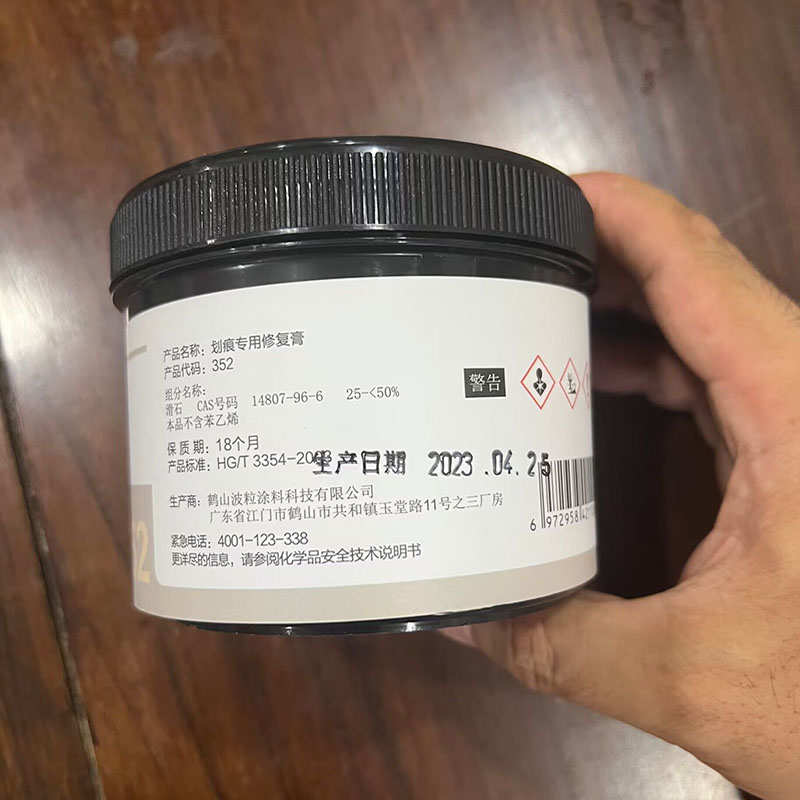 产品名称：划痕专用修复膏
产品代码：352
组分名称：
滑石 CAS号码 14807-96-6 25-<50%
本品不含苯乙烯
保 质 期：18个月
产品标准：HG/T 3354-2003
生产日期 2023.04.25
生产商：鹤山波粒涂料科技有限公司
广东省江门市鹤山市共和镇玉堂路11号之三厂房
紧急电话：4001-123-338
更详尽的信息，请参阅化学品安全技术说明书
警告